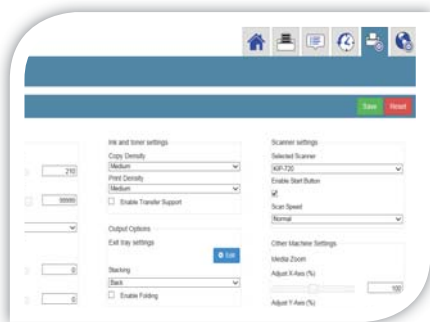 Save Reset
210
99999
0
0
Ink and toner settings
Copy Density
Medium
Print Density
Medium
Enable Transfer Support
Output Options
Exit tray settings
Edit
Stacking
Back
Enable Folding
Scanner settings
Selected Scanner
KIP-720
Enable Start Button
Scan Speed
Normal
Other Machine Settings
Media Zoom
Adjust X-Axis (%)
100
Adjust Y-Axis (%)